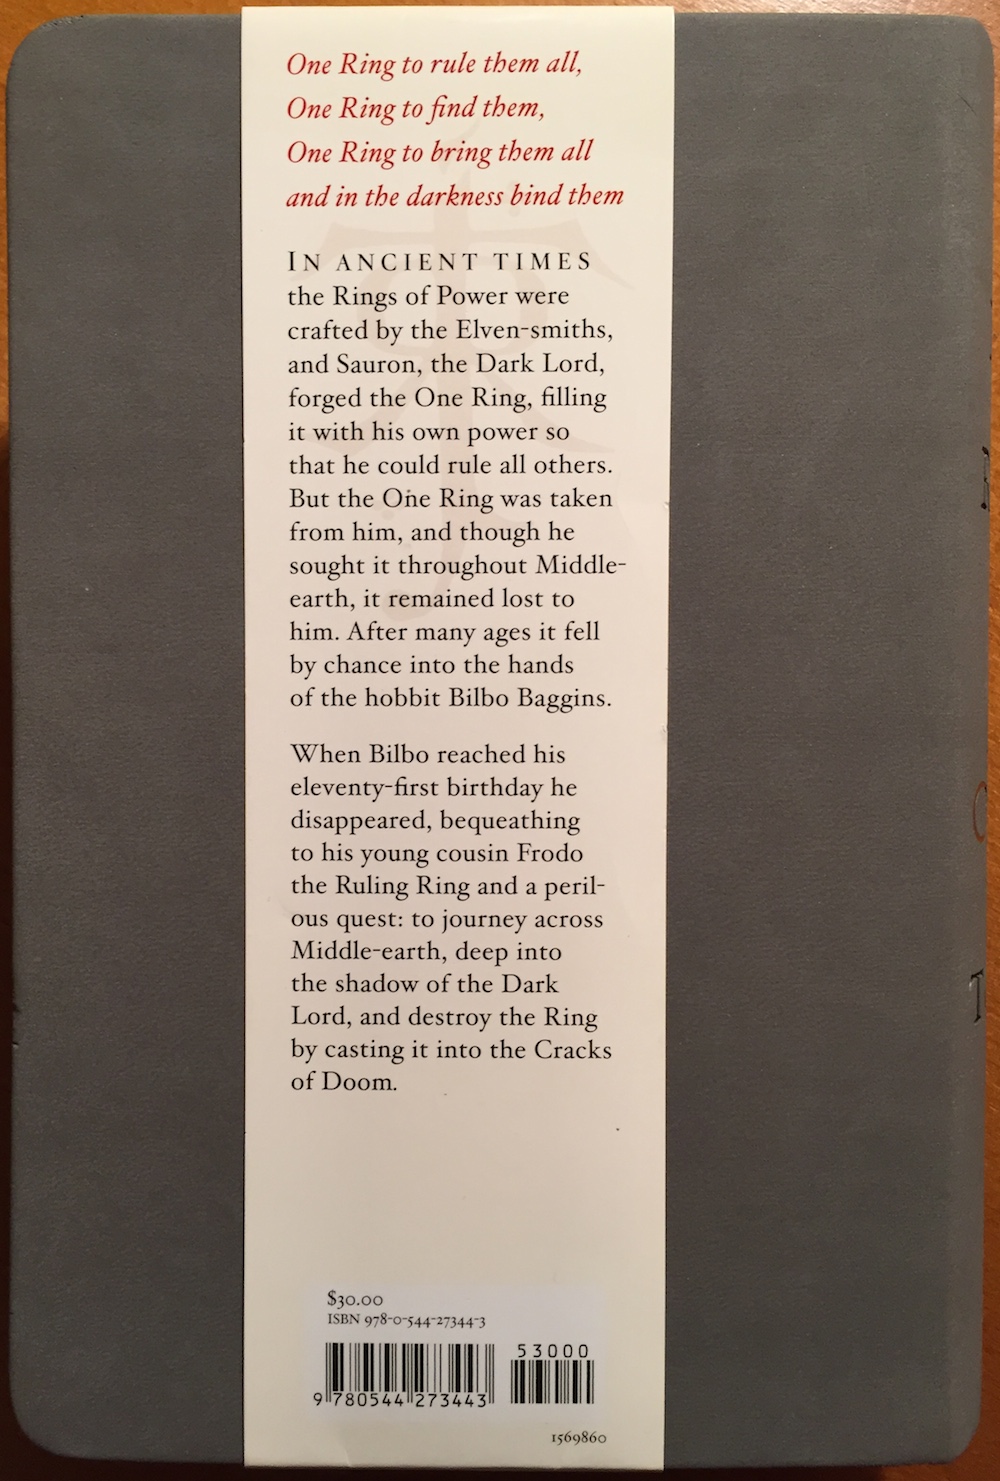 One Ring to rule them all,
One Ring to find them,
One Ring to bring them all
and in the darkness bind them
IN ANCIENT TIMES
the Rings of Power were
crafted by the Elven-smiths,
and Sauron, the Dark Lord,
forged the One Ring, filling
it with his own power so
that he could rule all others.
But the One Ring was taken
from him, and though he
sought it throughout Middle-
earth, it remained lost to
him. After many ages it fell
by chance into the hands
of the hobbit Bilbo Baggins.
When Bilbo reached his
eleventy-first birthday he
disappeared, bequeathing
to his young cousin Frodo
the Ruling Ring and a peril-
ous quest: to journey across
Middle-earth, deep into
the shadow of the Dark
Lord, and destroy the Ring
by casting it into the Cracks
of Doom.
$30.00
ISBN 978-0-544-27344-3
53000
9 780544 273443
1569860